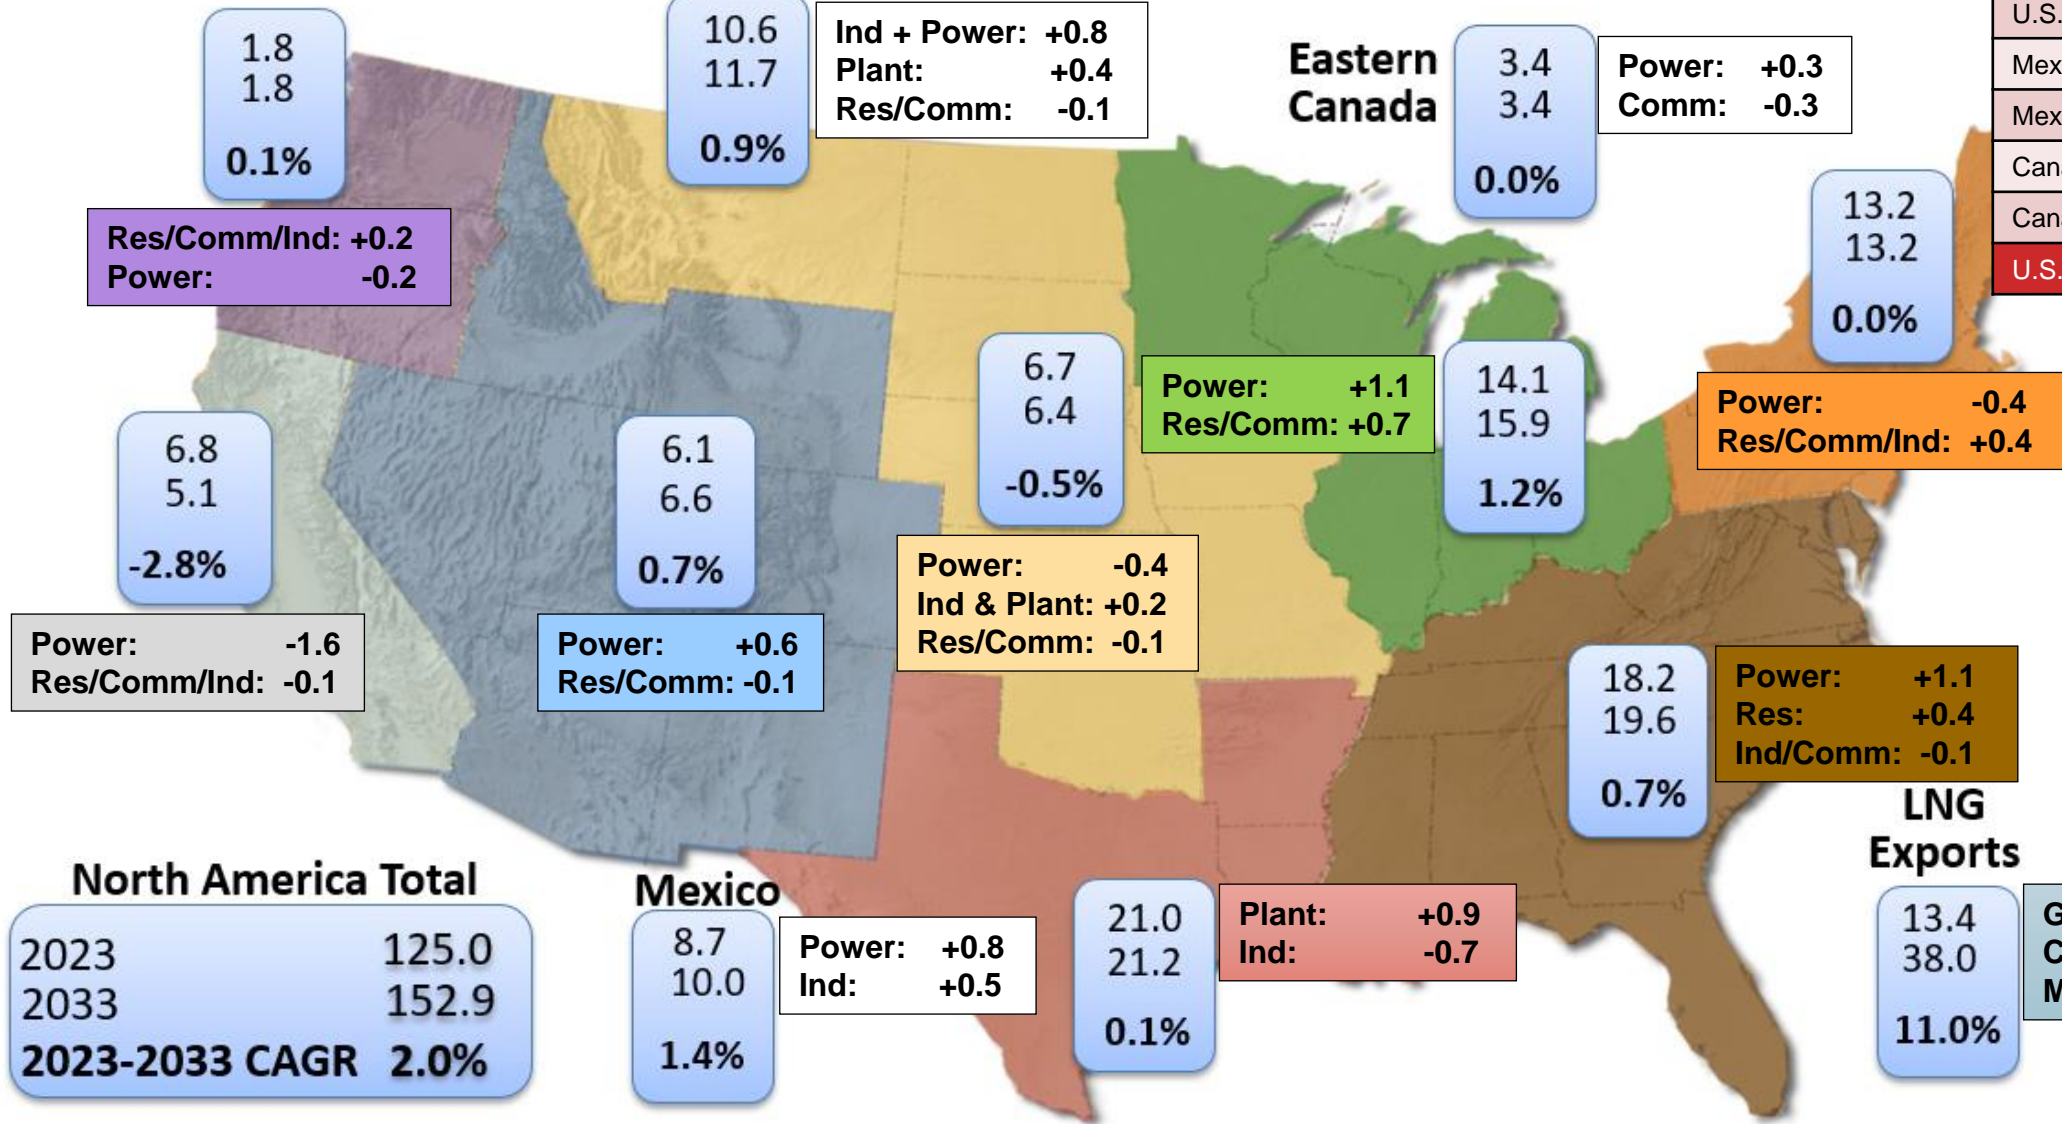 1.8
1.8
0.1%
Res/Comm/Ind: +0.2
Power: -0.2
10.6
11.7
0.9%
Ind + Power: +0.8
Plant: +0.4
Res/Comm: -0.1
Eastern
Canada
3.4
3.4
0.0%
Power: +0.3
Comm: -0.3
U.S.
Mex
Mex
U.S.
13.2
13.2
0.0%
Power: -0.4
Res/Comm/Ind: +0.4
6.8
5.1
-2.8%
Power: -1.6
Res/Comm/Ind: -0.1
6.1
6.6
0.7%
Power: +0.6
Res/Comm: -0.1
6.7
6.4
-0.5%
Power: -0.4
Ind & Plant: +0.2
Res/Comm: -0.1
Power: +1.1
Res/Comm: +0.7
14.1
15.9
1.2%
18.2
19.6
0.7%
Power: +1.1
Res: +0.4
Ind/Comm: -0.1
North America Total
2023 125.0
2033 152.9
2023-2033 CAGR 2.0%
Mexico
8.7
10.0
1.4%
Power: +0.8
Ind: +0.5
21.0
21.2
0.1%
Plant: +0.9
Ind: -0.7
LNG
Exports
13.4
38.0
11.0%
G
C
M